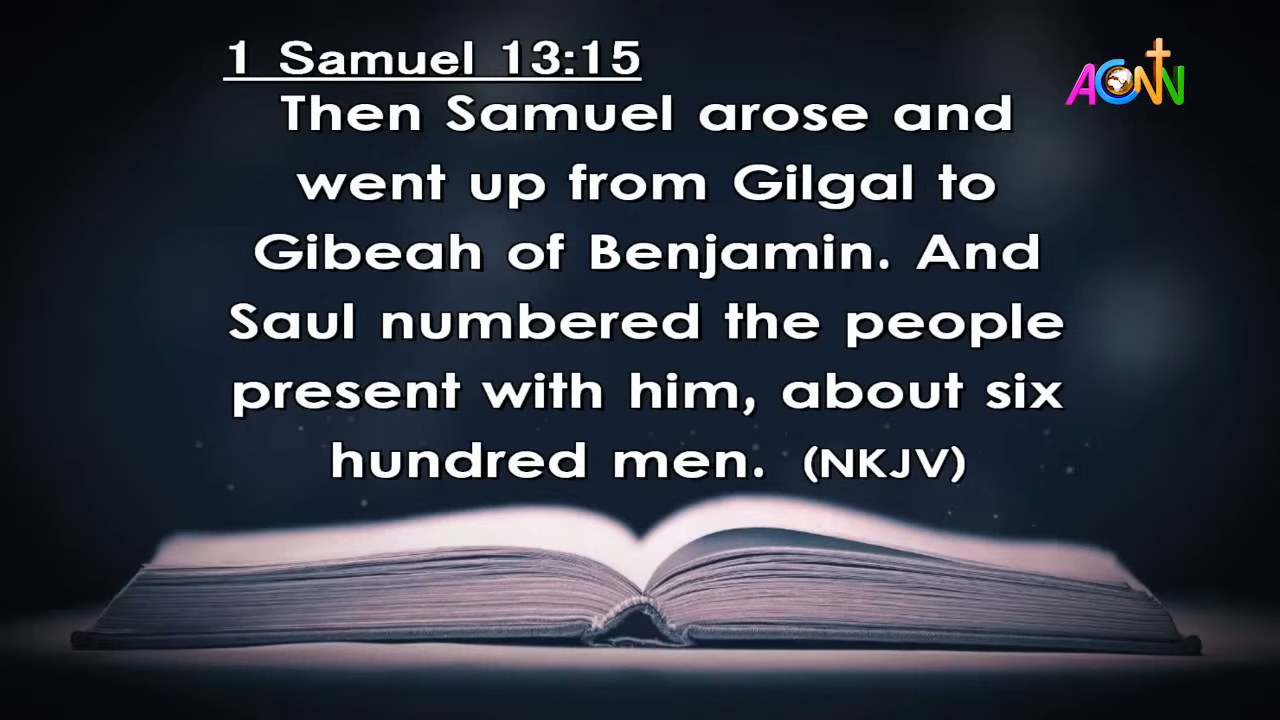 1 Samuel 13:15
ACNN
Then Samuel arose and
went up from Gilgal to
Gibeah of Benjamin. And
Saul numbered the people
present with him, about six
hundred men. (NKJV)